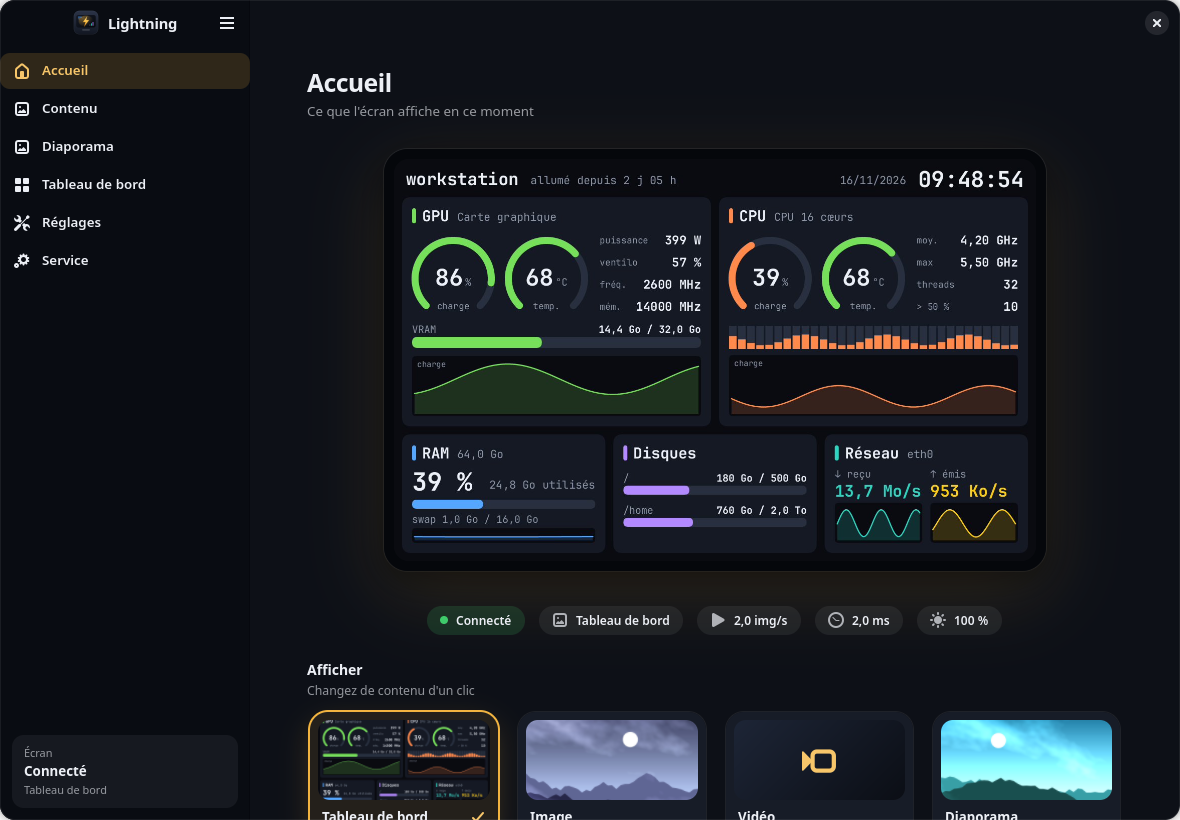 Lightning
Accueil
Contenu
Diaporama
Tableau de bord
Réglages
Service
Écran
Connecté
Tableau de bord
Accueil
Ce que l'écran affiche en ce moment
workstation allumé depuis 2 j 05 h 16/11/2026 09:48:54
GPU Carte graphique
86 % charge
68 °C temp.
puissance 399 W
ventilo 57 %
fréq. 2600 MHz
mém. 14000 MHz
VRAM 14,4 Go / 32,0 Go
charge
CPU CPU 16 cœurs
39 % charge
68 °C temp.
moy. 4,20 GHz
max 5,50 GHz
threads 32
> 50 % 10
charge
RAM 64,0 Go
39 % 24,8 Go utilisés
swap 1,0 Go / 16,0 Go
Disques
/ 180 Go / 500 Go
/home 760 Go / 2,0 To
Réseau eth0
↓ reçu ↑ émis
13,7 Mo/s 953 Ko/s
Connecté Tableau de bord 2,0 img/s 2,0 ms 100 %
Afficher
Changez de contenu d'un clic
Tableau de bord Image Vidéo Diaporama